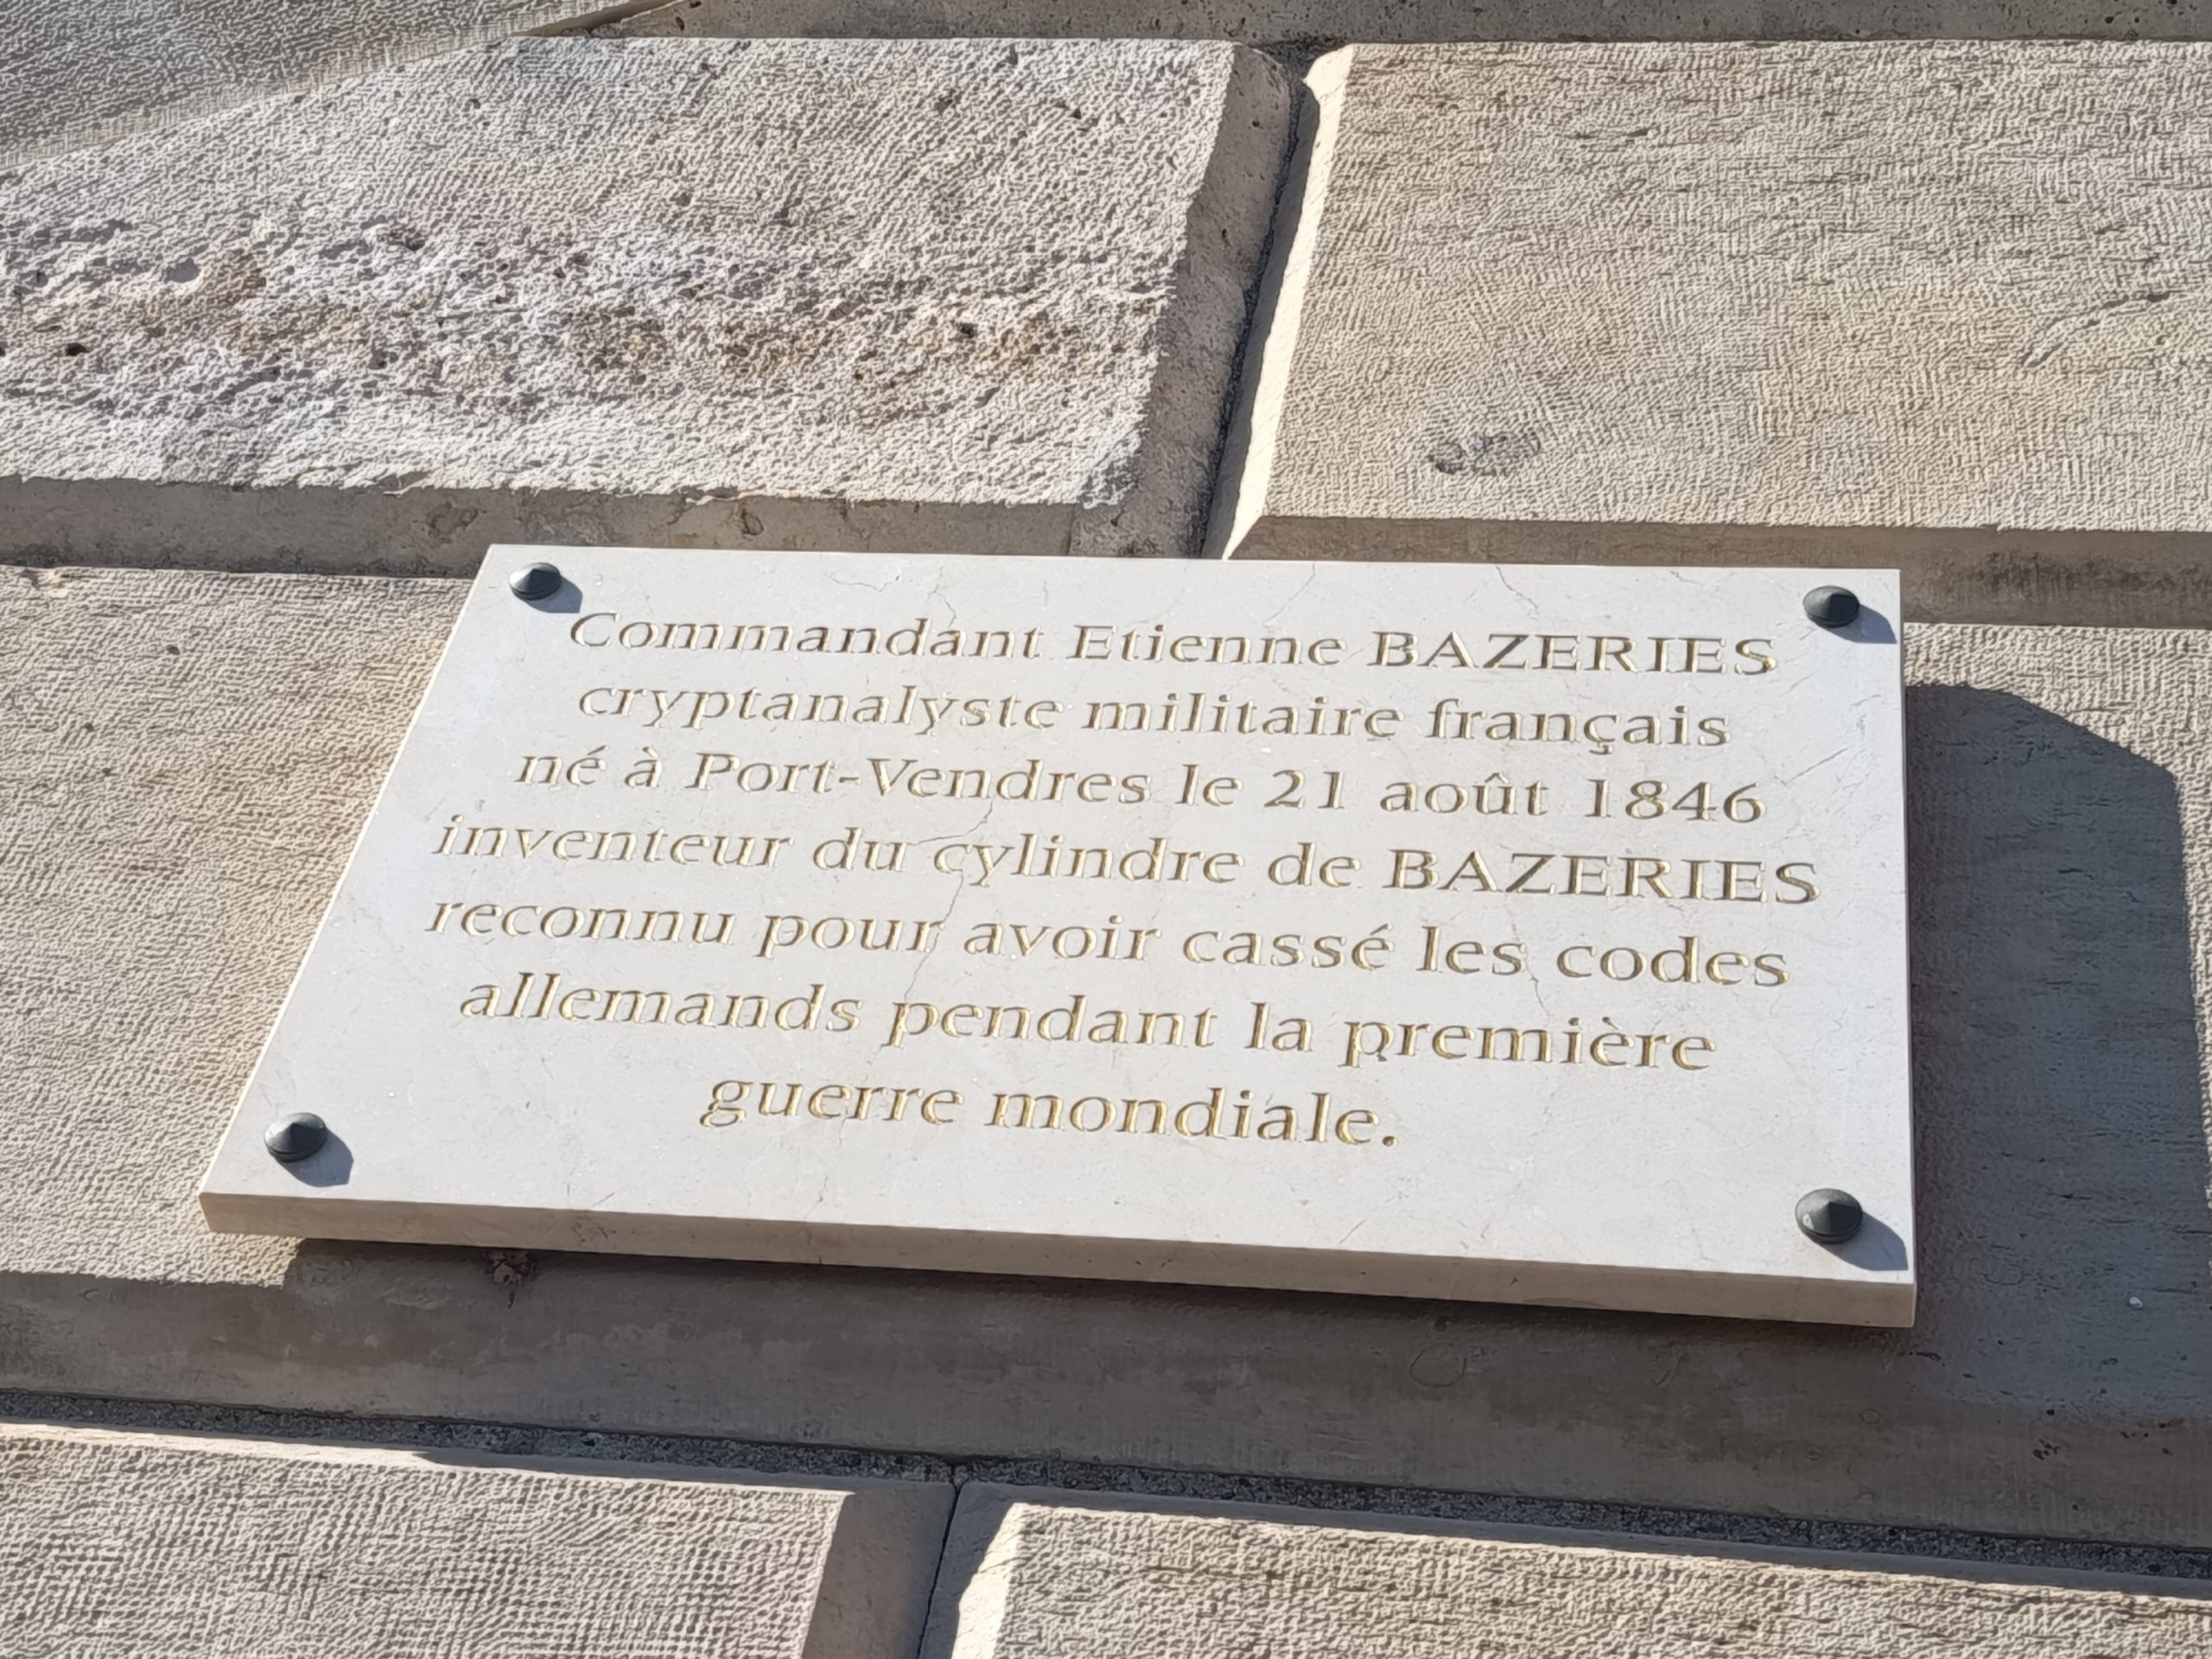 Commandant Etienne BAZERIES
cryptanalyste militaire français
né à Port-Vendres le 21 août 1846
inventeur du cylindre de BAZERIES
reconnu pour avoir cassé les codes
allemands pendant la première
guerre mondiale.